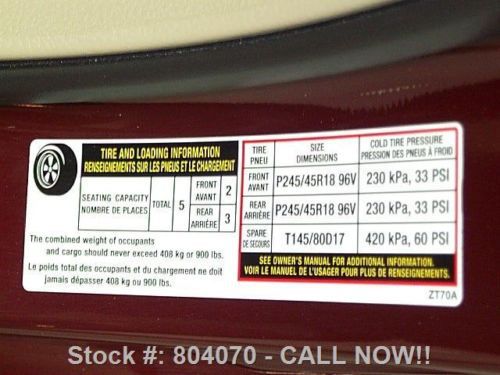 TIRE AND LOADING INFORMATION
RENSEIGNEMENTS SUR LES PNEUS ET LE CHARGEMENT
SEATING CAPACITY
NOMBRE DE PLACES
TOTAL 5
FRONT
AVANT
2
REAR
ARRIÈRE
3
The combined weight of occupants
and cargo should never exceed 408 kg or 900 lbs.
Le poids total des occupants et du chargement ne doit
jamais dépasser 408 kg ou 900 lbs.
TIRE
PNEU
SIZE
DIMENSIONS
COLD TIRE PRESSURE
PRESSION DES PNEUS À FROID
FRONT
AVANT
P245/45R18 96V
230 kPa, 33 PSI
REAR
ARRIÈRE
P245/45R18 96V
230 kPa, 33 PSI
SPARE
DE SECOURS
T145/80D17
420 kPa, 60 PSI
SEE OWNER'S MANUAL FOR ADDITIONAL INFORMATION.
VOIR LE MANUEL DE L'USAGER POUR PLUS DE RENSEIGNEMENTS.
ZT70A
Stock #: 804070 - CALL NOW!!